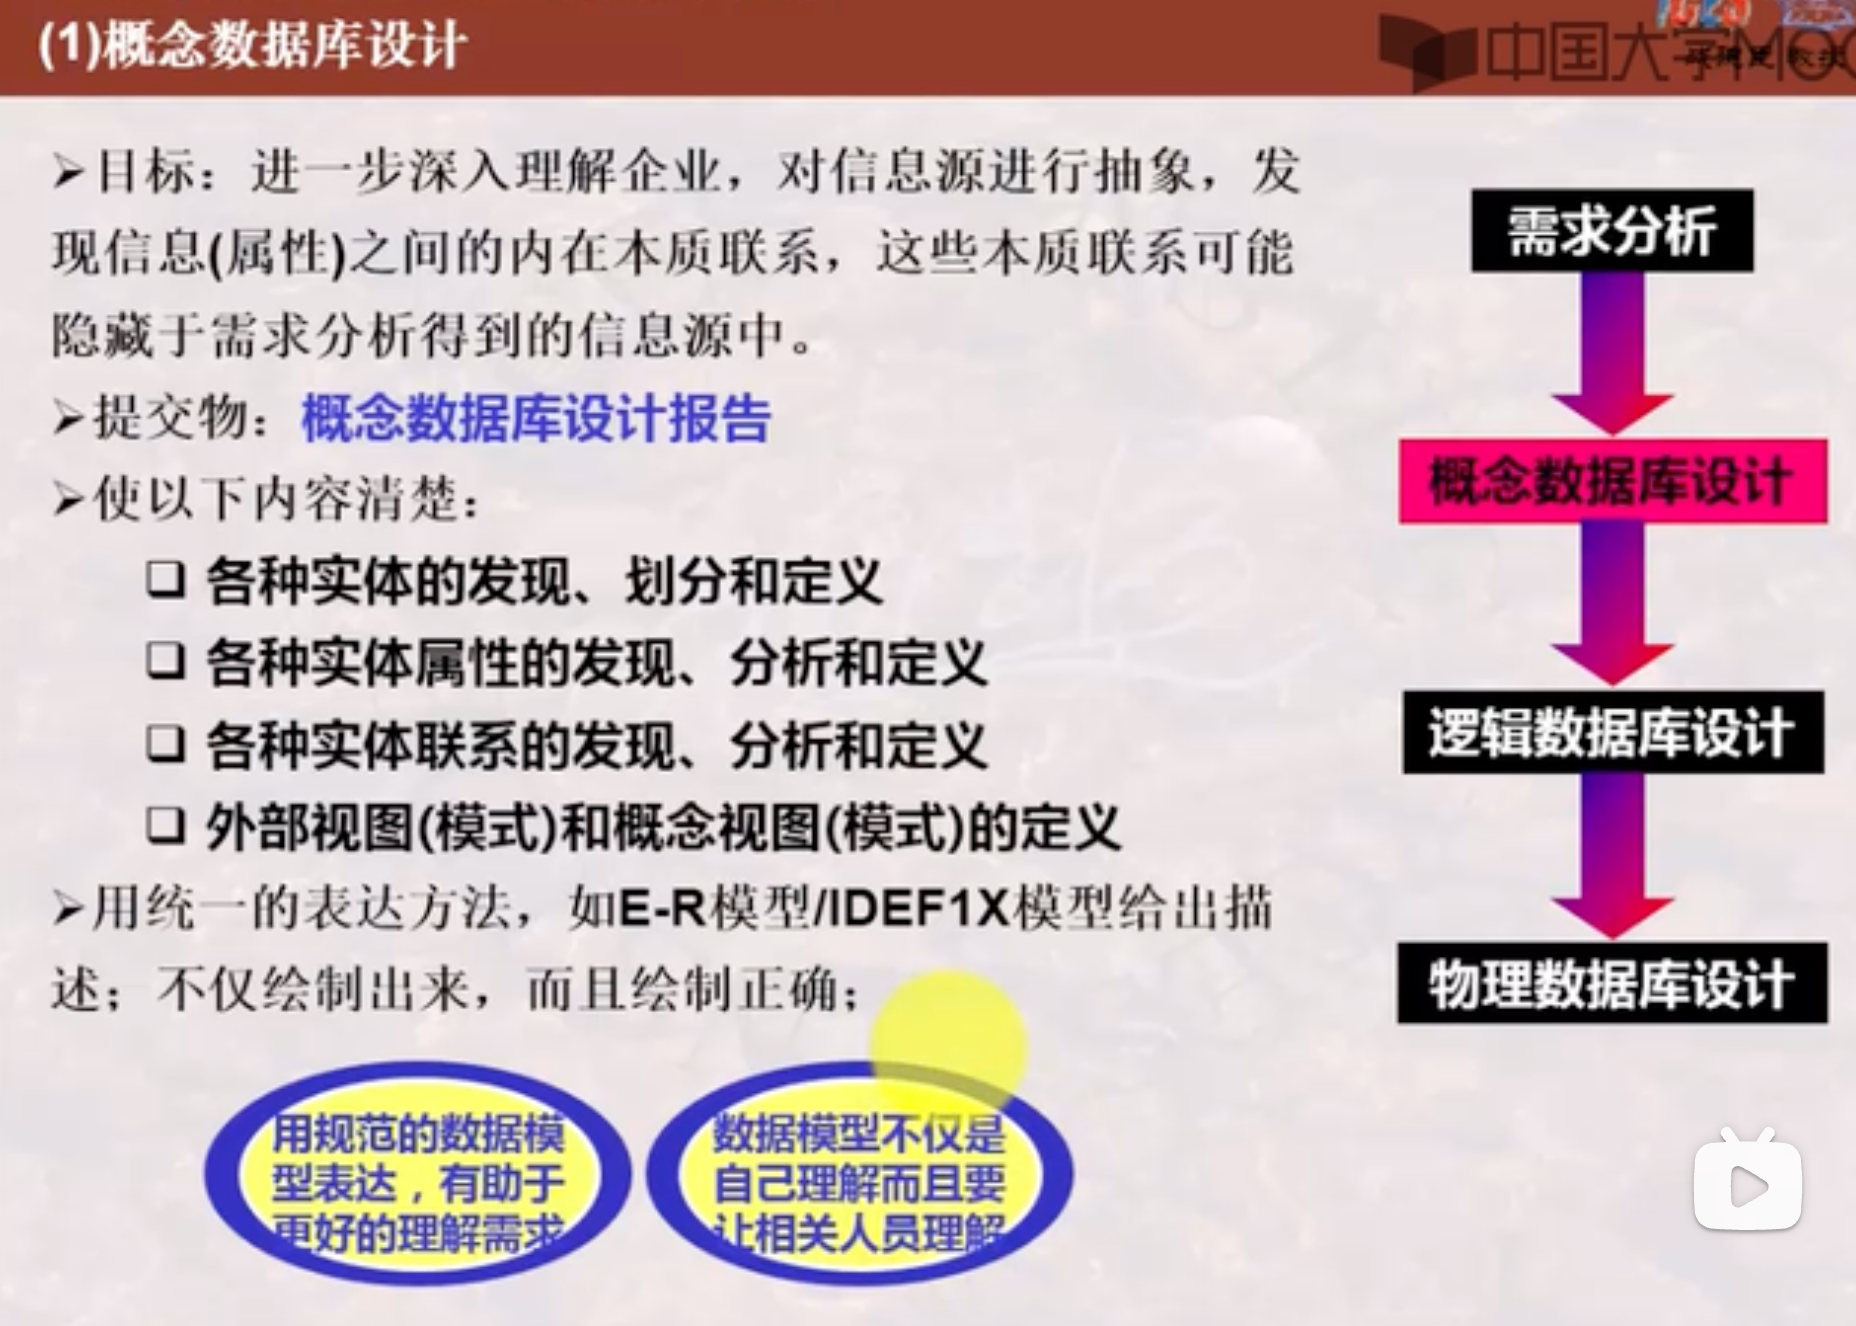 (1)概念数据库设计
中国大学MOO
➢目标：进一步深入理解企业，对信息源进行抽象，发
现信息(属性)之间的内在本质联系，这些本质联系可能
隐藏于需求分析得到的信息源中。
➢提交物：概念数据库设计报告
➢使以下内容清楚：
❑ 各种实体的发现、划分和定义
❑ 各种实体属性的发现、分析和定义
❑ 各种实体联系的发现、分析和定义
❑ 外部视图(模式)和概念视图(模式)的定义
➢用统一的表达方法，如E-R模型/IDEF1X模型给出描
述；不仅绘制出来，而且绘制正确；
用规范的数据模
型表达，有助于
更好的理解需求
数据模型不仅是
自己理解而且要
让相关人员理解
需求分析
概念数据库设计
逻辑数据库设计
物理数据库设计